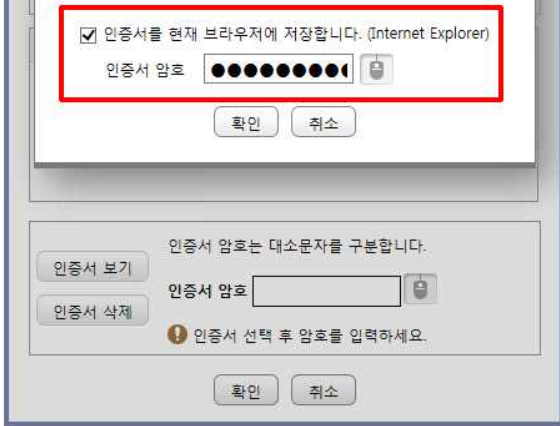 인증서를 현재 브라우저에 저장합니다. (Internet Explorer)
인증서 암호
확인 취소
인증서 암호는 대소문자를 구분합니다.
인증서 보기
인증서 암호
인증서 삭제
인증서 선택 후 암호를 입력하세요.
확인 취소